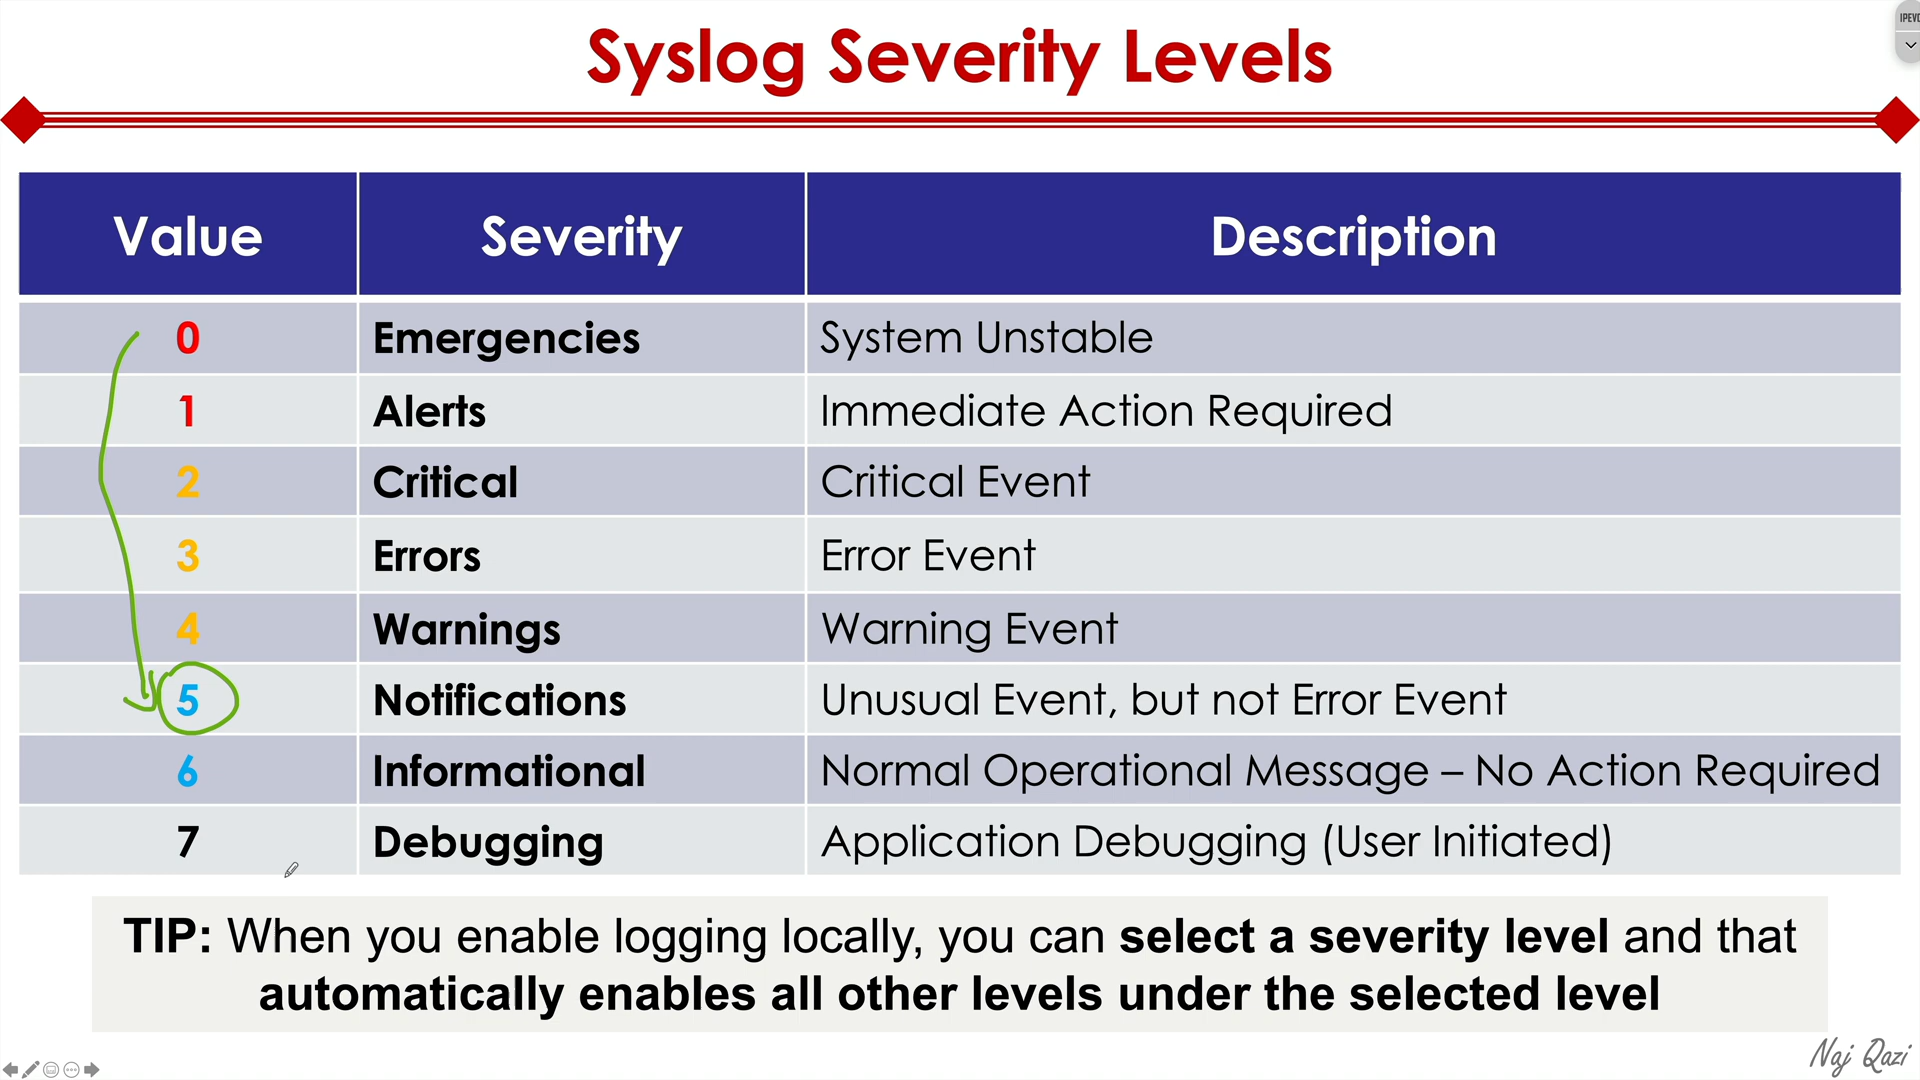 Syslog Severity Levels
IPEVO
Value Severity Description
0 Emergencies System Unstable
1 Alerts Immediate Action Required
2 Critical Critical Event
3 Errors Error Event
4 Warnings Warning Event
5 Notifications Unusual Event, but not Error Event
6 Informational Normal Operational Message – No Action Required
7 Debugging Application Debugging (User Initiated)
TIP: When you enable logging locally, you can select a severity level and that
automatically enables all other levels under the selected level
Naj Qazi